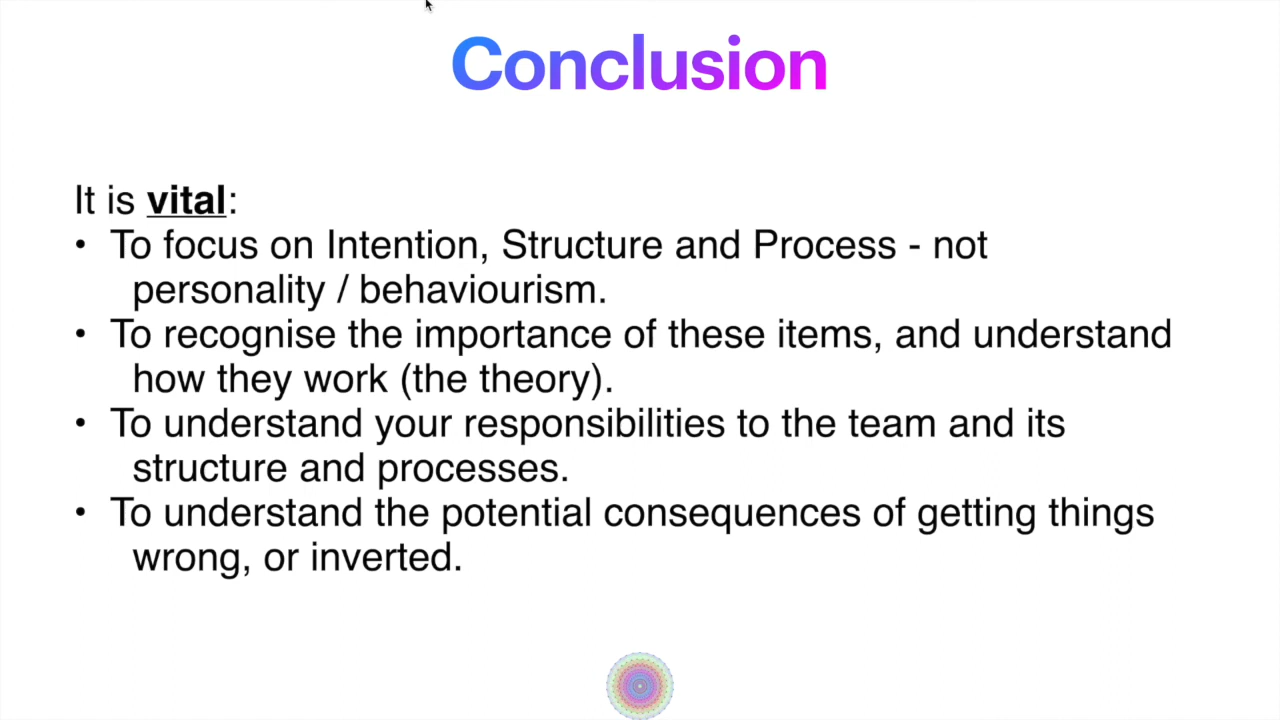 Conclusion
It is vital:
• To focus on Intention, Structure and Process - not
personality / behaviourism.
• To recognise the importance of these items, and understand
how they work (the theory).
• To understand your responsibilities to the team and its
structure and processes.
• To understand the potential consequences of getting things
wrong, or inverted.